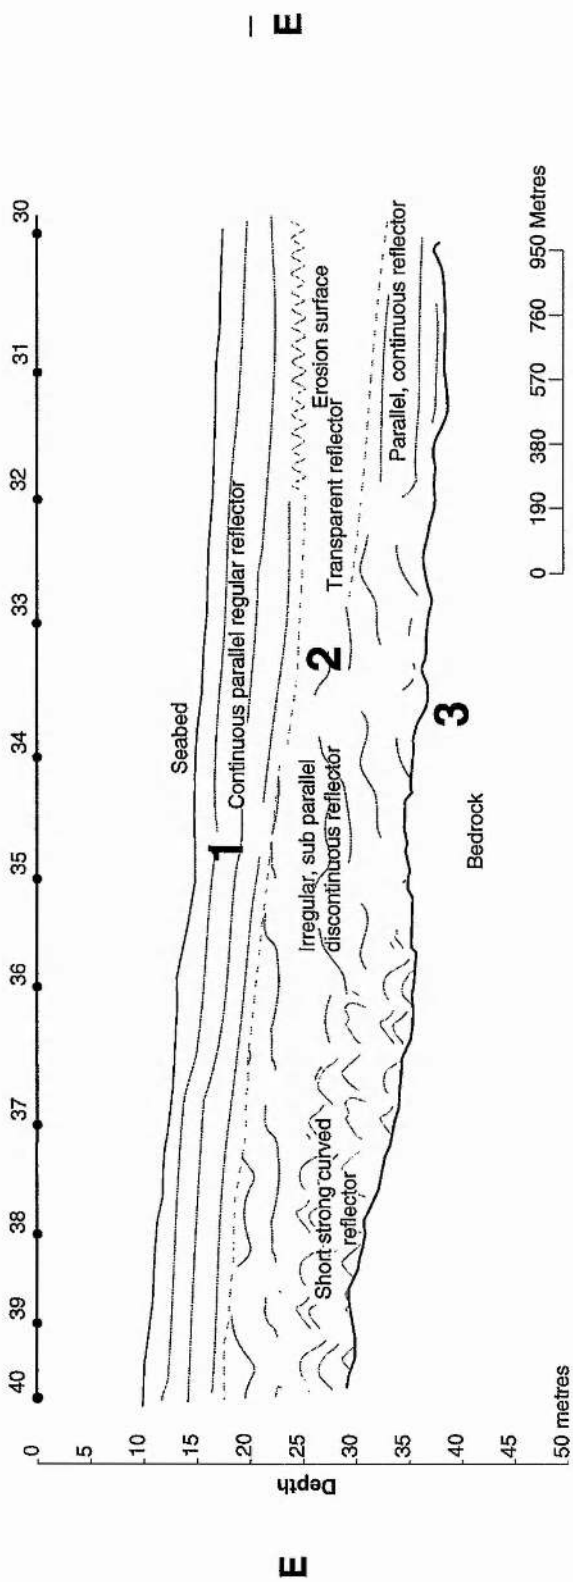 E
E
40 39 38 37 36 35 34 33 32 31 30
0
5
10
15
20
25
30
35
40
45
50 metres
Depth
Seabed
1
Continuous parallel regular reflector
Erosion surface
Transparent reflector
2
Irregular, sub parallel
discontinuous reflector
Short strong curved
reflector
Parallel, continuous reflector
3
Bedrock
0 190 380 570 760 950 Metres